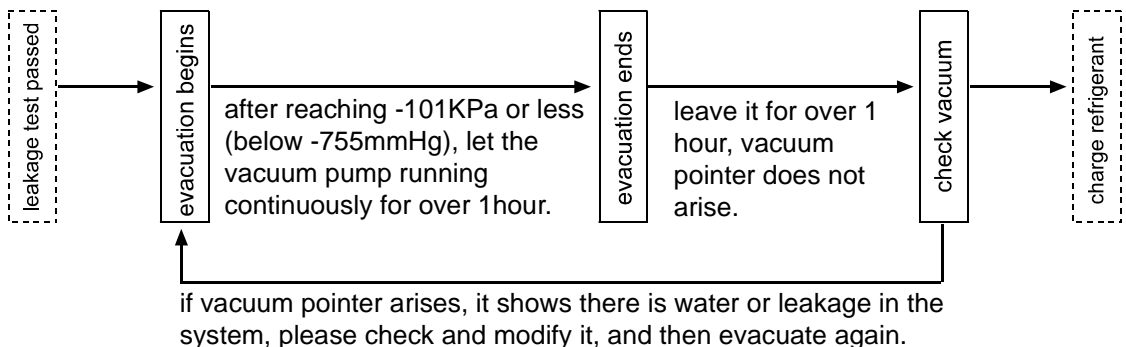 leakage test passed
evacuation begins
after reaching -101KPa or less
(below -755mmHg), let the
vacuum pump running
continuously for over 1hour.
evacuation ends
leave it for over 1
hour, vacuum
pointer does not
arise.
check vacuum
charge refrigerant
if vacuum pointer arises, it shows there is water or leakage in the
system, please check and modify it, and then evacuate again.